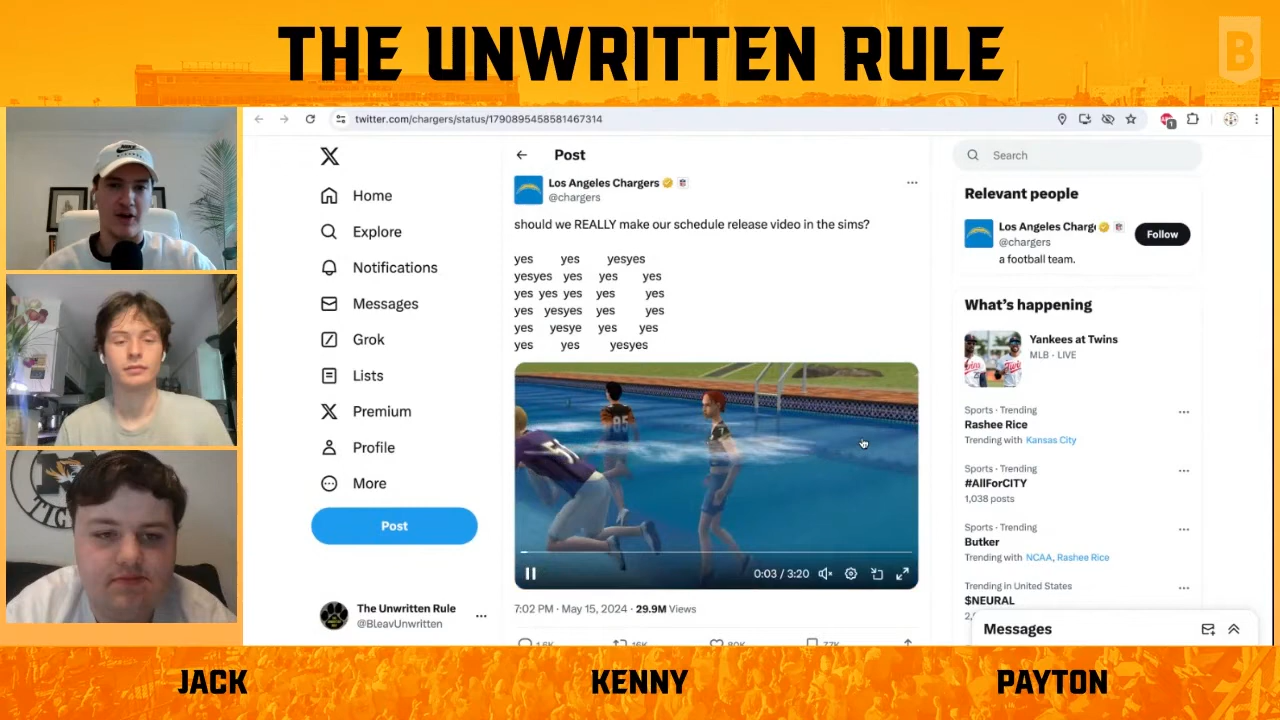 THE UNWRITTEN RULE
B
twitter.com/chargers/status/1790895458581467314
1
Post
Search
Home
Explore
Notifications
Messages
Grok
Lists
Premium
Profile
More
Post
The Unwritten Rule
@BleavUnwritten
Los Angeles Chargers
@chargers
should we REALLY make our schedule release video in the sims?
yes yes yesyes
yesyes yes yes yes
yes yes yes yes yes
yes yesyes yes yes
yes yesye yes yes
yes yes yesyes
95
0:03 / 3:20
7:02 PM · May 15, 2024 · 29.9M Views
Relevant people
Los Angeles Charg
@chargers
Follow
a football team.
What's happening
Yankees at Twins
MLB · LIVE
Sports · Trending
Rashee Rice
Trending with Kansas City
Sports · Trending
#AllForCITY
1,038 posts
Sports · Trending
Butker
Trending with NCAA, Rashee Rice
Trending in United States
$NEURAL
Messages
JACK
KENNY
PAYTON